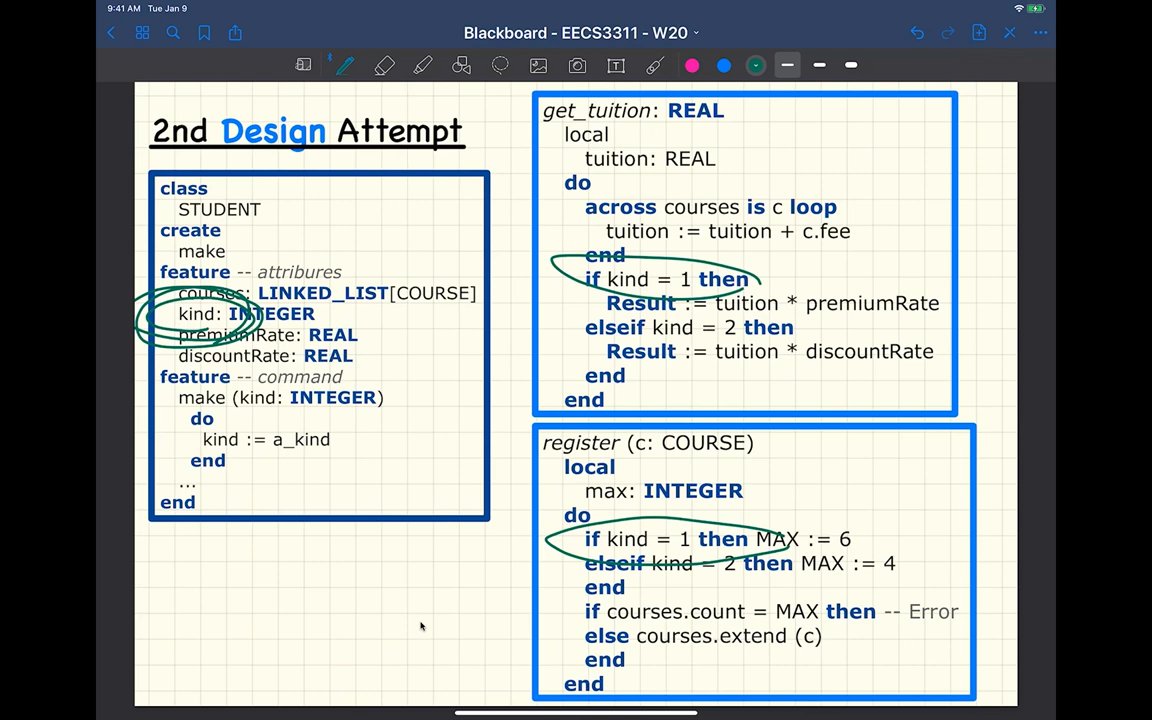 9:41 AM Tue Jan 9
Blackboard - EECS3311 - W20
2nd Design Attempt
class
STUDENT
create
make
feature -- attribures
courses: LINKED_LIST[COURSE]
kind: INTEGER
premiumRate: REAL
discountRate: REAL
feature -- command
make (kind: INTEGER)
do
kind := a_kind
end
...
end
get_tuition: REAL
local
tuition: REAL
do
across courses is c loop
tuition := tuition + c.fee
end
if kind = 1 then
Result := tuition * premiumRate
elseif kind = 2 then
Result := tuition * discountRate
end
end
register (c: COURSE)
local
max: INTEGER
do
if kind = 1 then MAX := 6
elseif kind = 2 then MAX := 4
end
if courses.count = MAX then -- Error
else courses.extend (c)
end
end